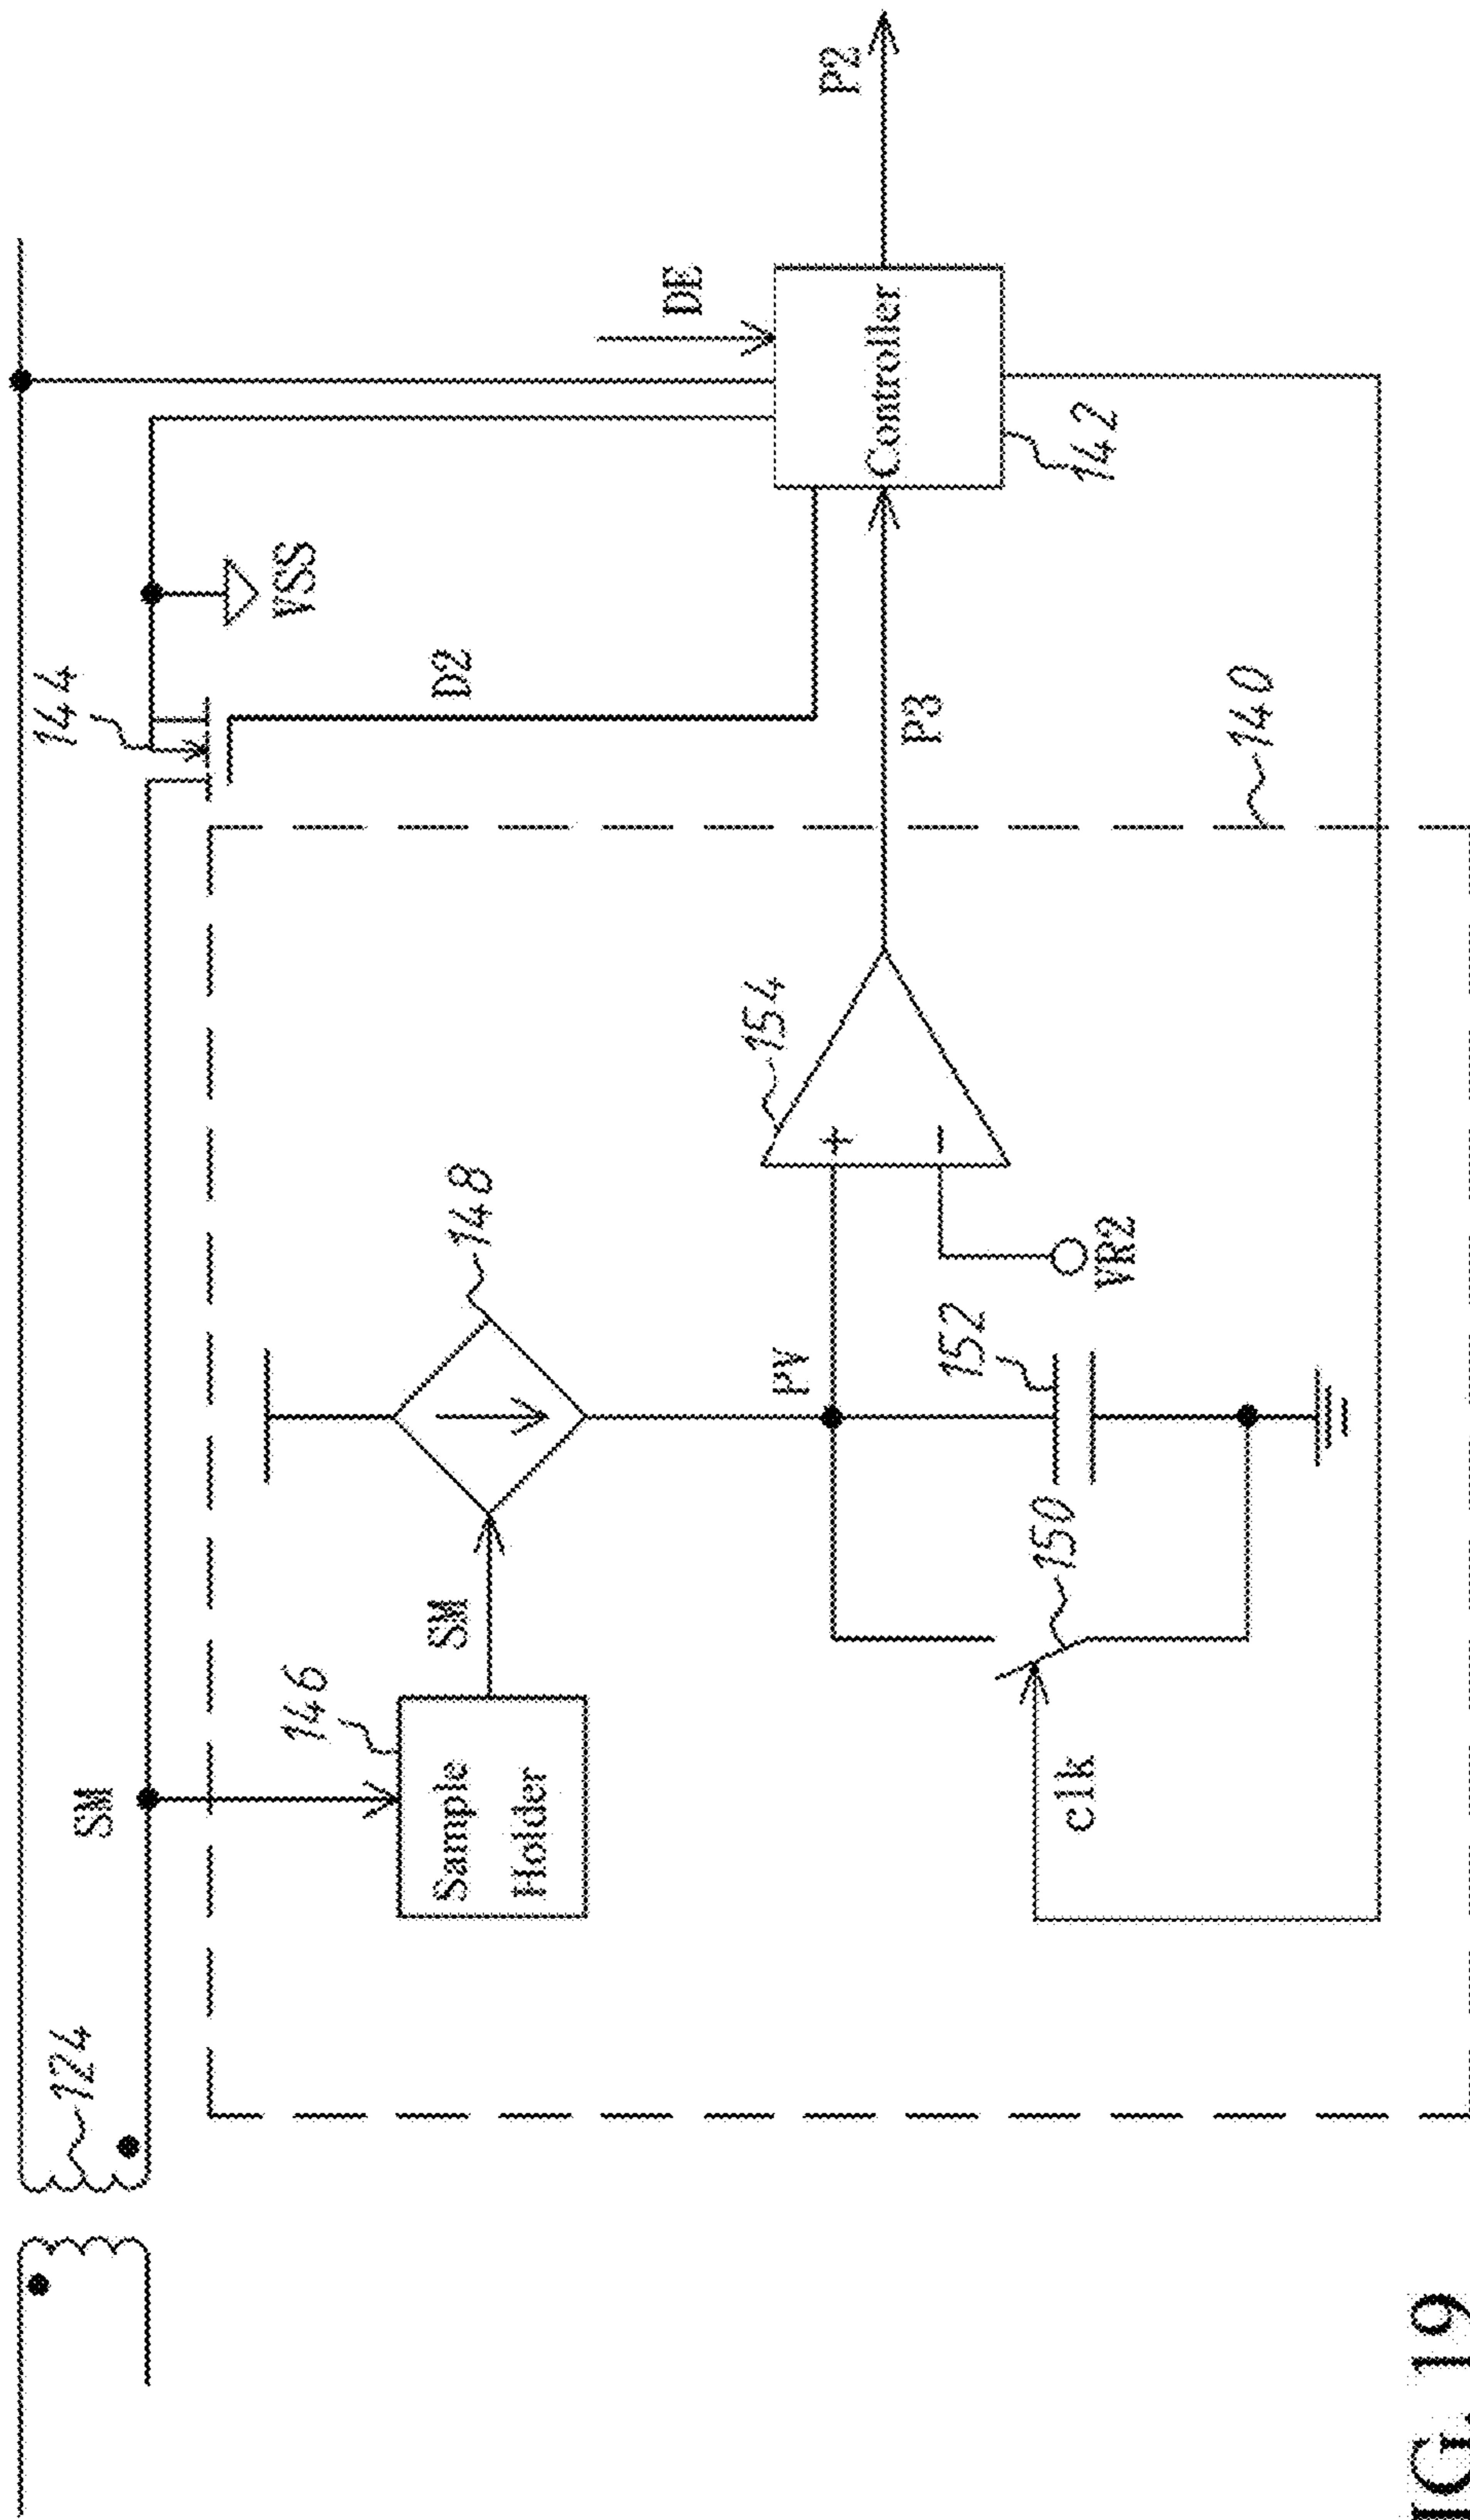 124
SM
144
VSS
DE
P2
146
Sample
Holder
SM
148
D2
Controller
142
PV
154
P3
clk
150
152
VR2
140
IG. 19